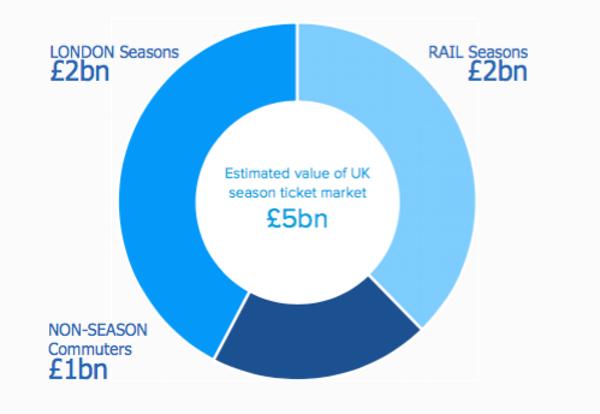 LONDON Seasons
£2bn
RAIL Seasons
£2bn
Estimated value of UK
season ticket market
£5bn
NON-SEASON
Commuters
£1bn